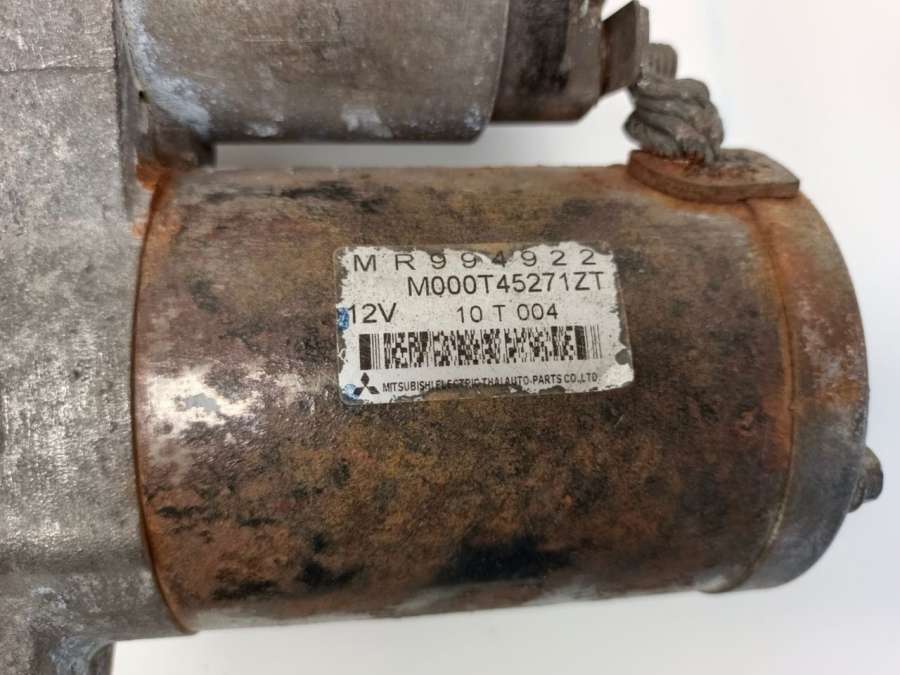 MR994922
M000T45271ZT
12V 10 T 004
MITSUBISHI ELECTRIC THAI AUTO-PARTS CO.,LTD.